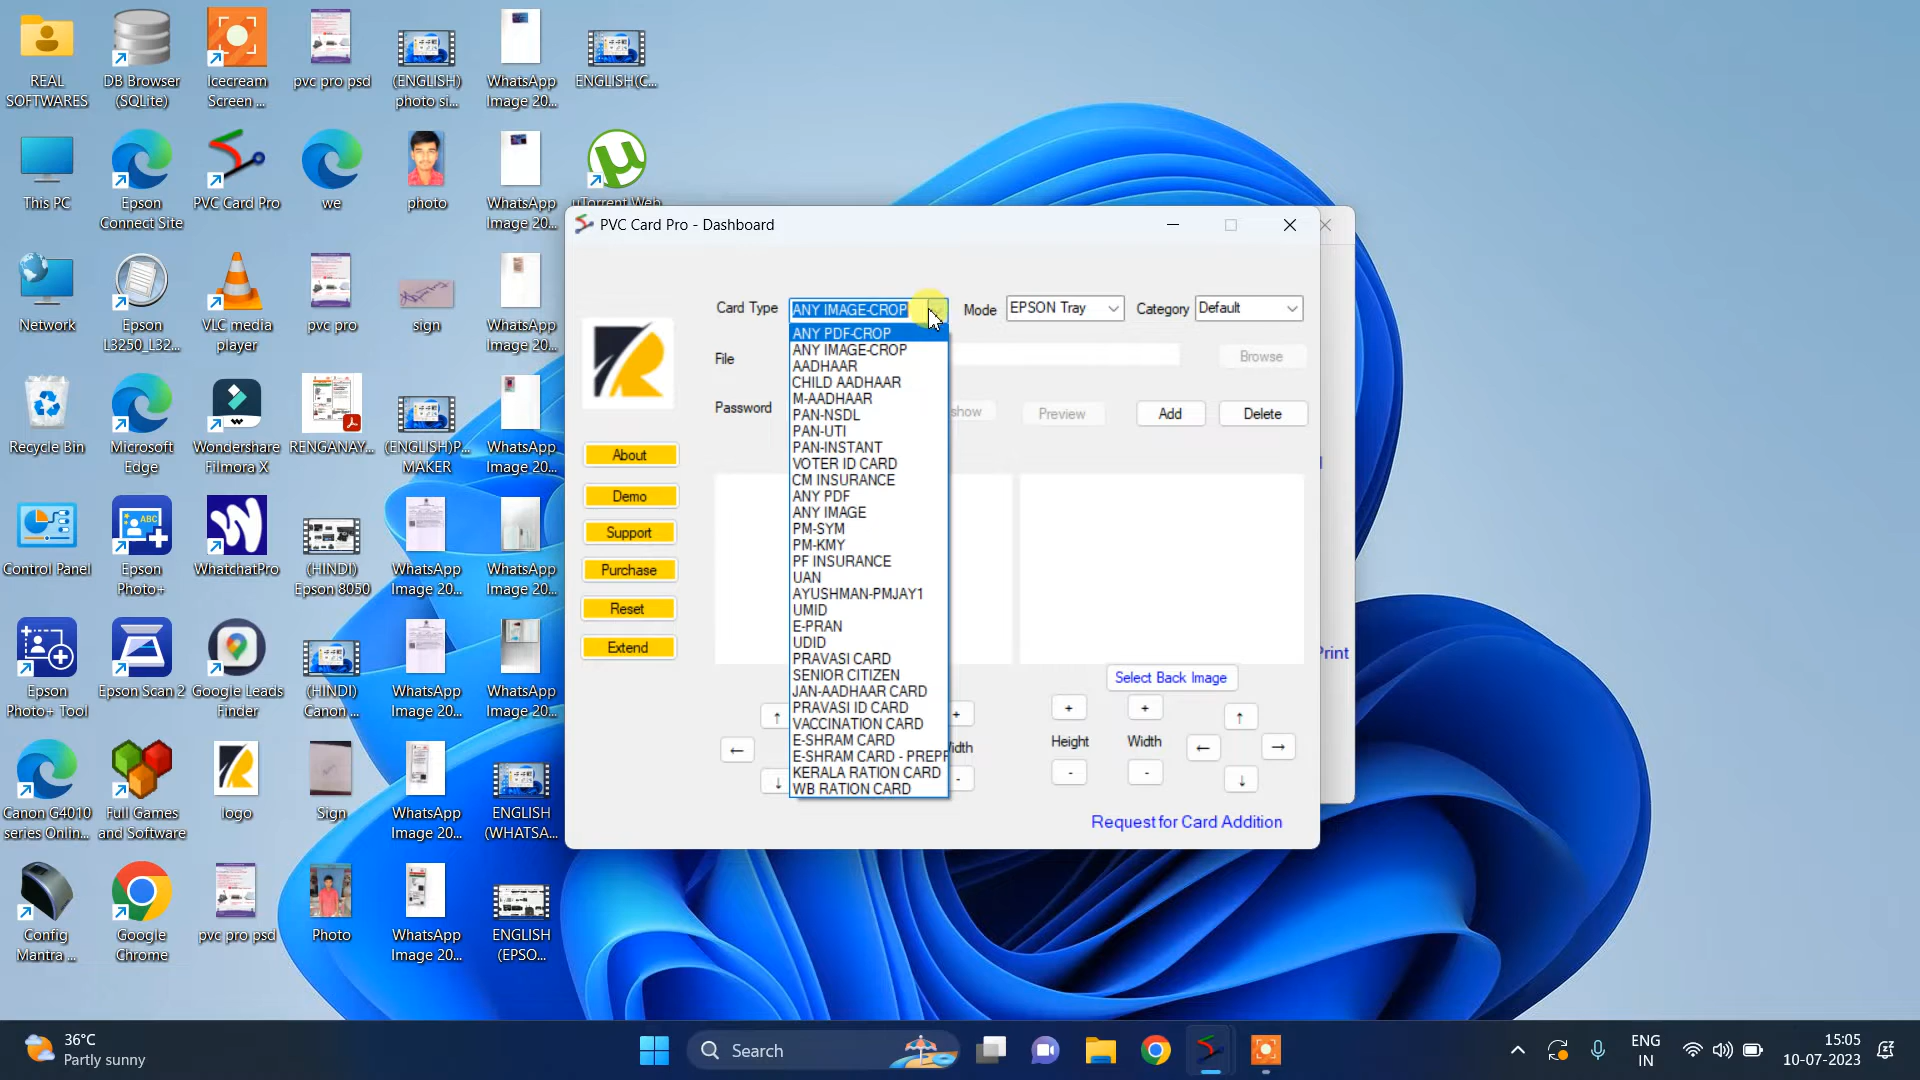 REAL
SOFTWARES
DB Browser
(SQLite)
Icecream
Screen ...
pvc pro psd
(ENGLISH)
photo si...
WhatsApp
Image 20...
ENGLISH(C...
This PC
Epson
Connect Site
PVC Card Pro
we
photo
WhatsApp
Image 20...
uTorrent Web
Network
Epson
L3250_L32...
VLC media
player
pvc pro
sign
WhatsApp
Image 20...
Recycle Bin
Microsoft
Edge
Wondershare
Filmora X
RENGANAY...
(ENGLISH)P...
MAKER
WhatsApp
Image 20...
Control Panel
Epson
Photo+
WhatchatPro
(HINDI)
Epson 8050
WhatsApp
Image 20...
WhatsApp
Image 20...
Epson
Photo+ Tool
Epson Scan 2
Google Leads
Finder
(HINDI)
Canon ...
WhatsApp
Image 20...
WhatsApp
Image 20...
Canon G4010
series Onlin...
Full Games
and Software
logo
Sign
WhatsApp
Image 20...
ENGLISH
(WHATSA...
Config
Mantra ...
Google
Chrome
pvc pro psd
Photo
WhatsApp
Image 20...
ENGLISH
(EPSO...
PVC Card Pro - Dashboard
Card Type
ANY IMAGE-CROP
Mode
EPSON Tray
Category
Default
File
Browse
Password
show
Preview
Add
Delete
ANY PDF-CROP
ANY IMAGE-CROP
AADHAAR
CHILD AADHAAR
M-AADHAAR
PAN-NSDL
PAN-UTI
PAN-INSTANT
VOTER ID CARD
CM INSURANCE
ANY PDF
ANY IMAGE
PM-SYM
PM-KMY
PF INSURANCE
UAN
AYUSHMAN-PMJAY1
UMID
E-PRAN
UDID
PRAVASI CARD
SENIOR CITIZEN
JAN-AADHAAR CARD
PRAVASI ID CARD
VACCINATION CARD
E-SHRAM CARD
E-SHRAM CARD - PREPF
KERALA RATION CARD
WB RATION CARD
About
Demo
Support
Purchase
Reset
Extend
Select Back Image
Print
+
idth
-
+
Height
-
+
Width
-
Request for Card Addition
36°C
Partly sunny
Search
ENG
IN
15:05
10-07-2023